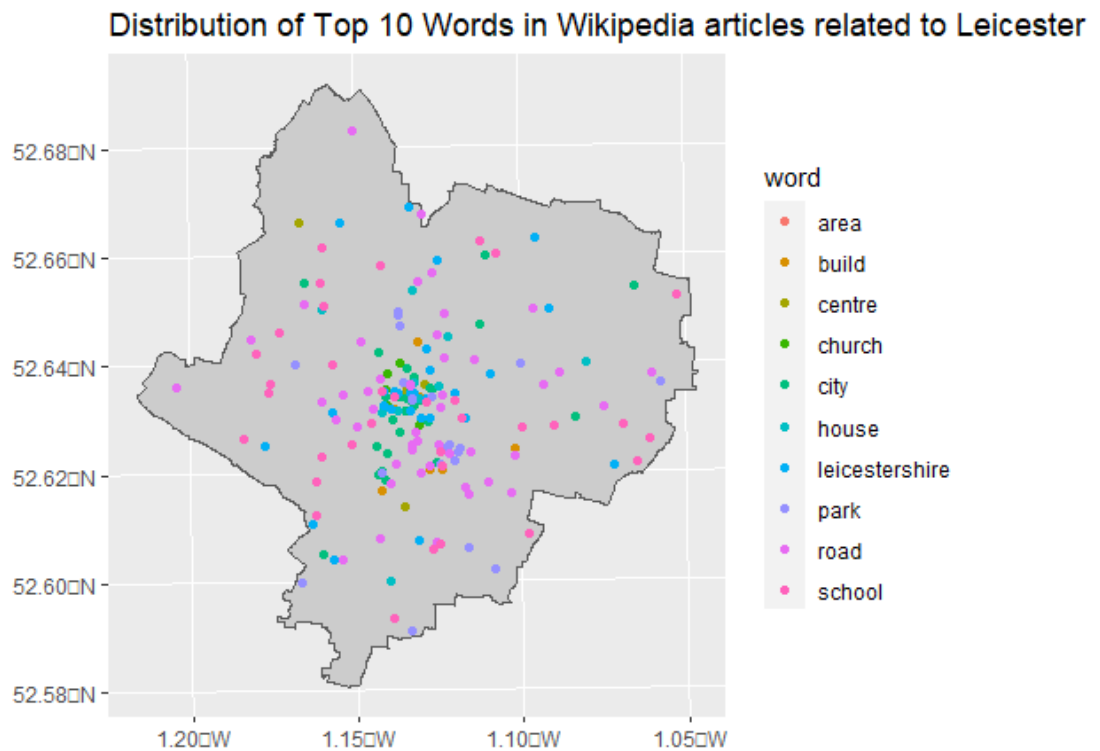 Distribution of Top 10 Words in Wikipedia articles related to Leicester
52.68□N
52.66□N
52.64□N
52.62□N
52.60□N
52.58□N
1.20□W 1.15□W 1.10□W 1.05□W
word
area
build
centre
church
city
house
leicestershire
park
road
school